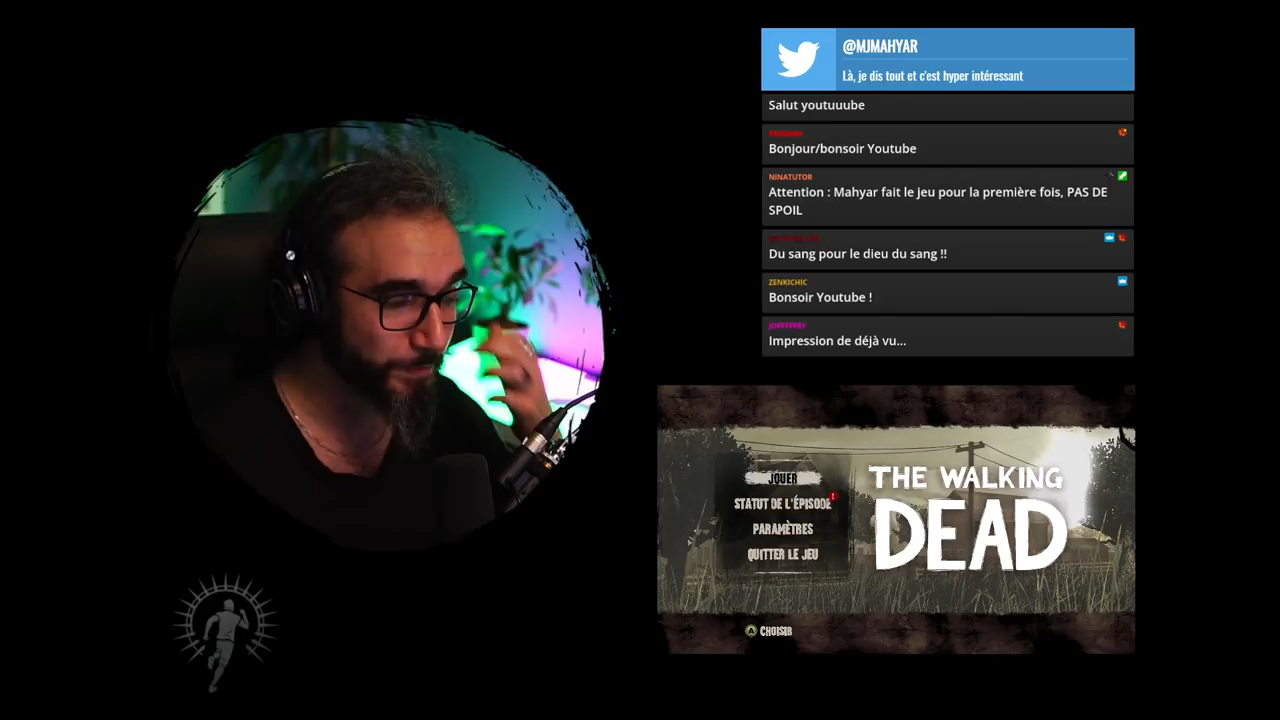 @MJMAHYAR
Là, je dis tout et c'est hyper intéressant
Salut youtuuube
Bonjour/bonsoir Youtube
NINATUTOR
Attention : Mahyar fait le jeu pour la première fois, PAS DE
SPOIL
Du sang pour le dieu du sang !!
ZENKICHIC
Bonsoir Youtube !
Impression de déjà vu...
JOUER
STATUT DE L'ÉPISODE
!
PARAMÈTRES
QUITTER LE JEU
THE WALKING
DEAD
A CHOISIR